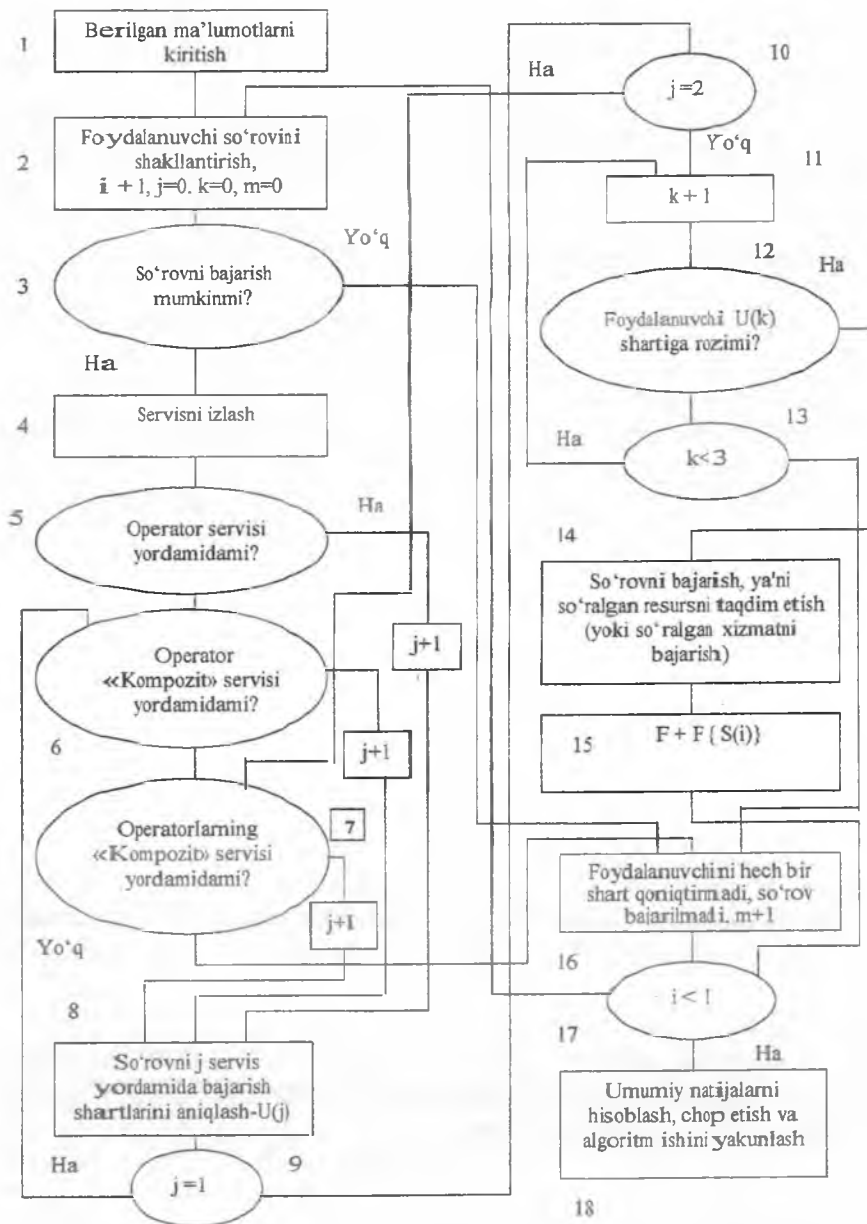 1
Berilgan ma’lumotlarni
kiritish
2
Foydalanuvchi so‘rovini
shakllantirish,
i + 1, j=0. k=0, m=0
Yo‘q
3
So‘rovni bajarish
mumkinmi?
Ha
4
Servisni izlash
5
Ha
Operator servisi
yordamidami?
j+1
Operator
«Kompozit» servisi
yordamidami?
6
j+1
7
Operatorlarning
«Kompozit» servisi
yordamidami?
j+1
Yo‘q
8
So‘rovni j servis
yordamida bajarish
shartlarini aniqlash-U(j)
Ha
9
j=1
10
Ha
j=2
Yo‘q
11
k + 1
12
Ha
Foydalanuvchi U(k)
shartiga rozimi?
13
Ha
k<3
14
So‘rovni bajarish, ya'ni
so‘ralgan resursni taqdim etish
(yoki so‘ralgan xizmatni
bajarish)
15
F + F{ S(i)}
Foydalanuvchini hech bir
shart qoniqtirmadi, so‘rov
bajarilmadi, m+1
16
i < I
17
Ha
Umumiy natijalarni
hisoblash, chop etish va
algoritm ishini yakunlash
18